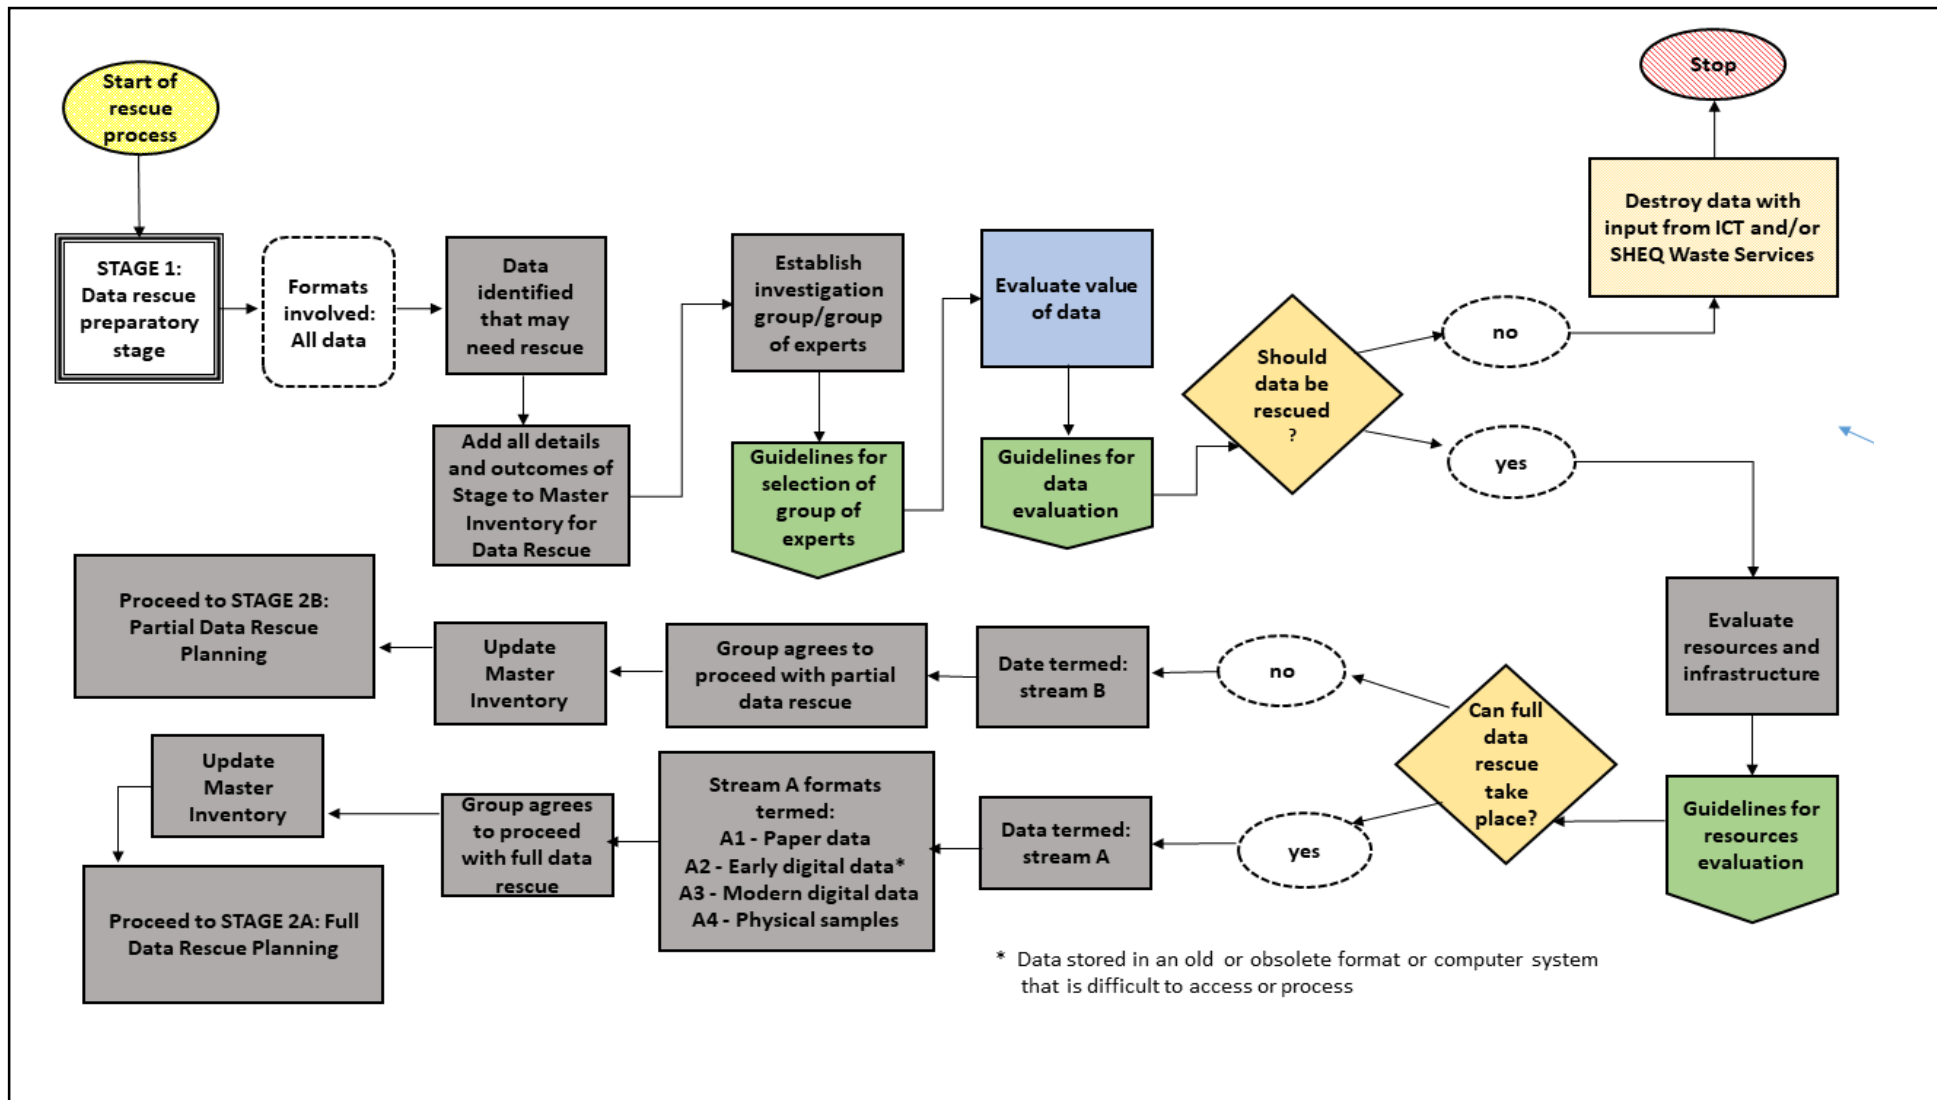 Start of
rescue
process
Stop
STAGE 1:
Data rescue
preparatory
stage
Formats
involved:
All data
Data
identified
that may
need rescue
Add all details
and outcomes of
Stage to Master
Inventory for
Data Rescue
Establish
investigation
group/group
of experts
Guidelines for
selection of
group of
experts
Evaluate value
of data
Guidelines for
data
evaluation
Should
data be
rescued
?
no
Destroy data with
input from ICT and/or
SHEQ Waste Services
yes
Evaluate
resources and
infrastructure
Guidelines for
resources
evaluation
Can full
data
rescue
take
place?
no
Date termed:
stream B
Group agrees to
proceed with partial
data rescue
Update
Master
Inventory
Proceed to STAGE 2B:
Partial Data Rescue
Planning
yes
Data termed:
stream A
Stream A formats
termed:
A1 - Paper data
A2 - Early digital data*
A3 - Modern digital data
A4 - Physical samples
Group agrees
to proceed
with full data
rescue
Update
Master
Inventory
Proceed to STAGE 2A: Full
Data Rescue Planning
* Data stored in an old or obsolete format or computer system
that is difficult to access or process